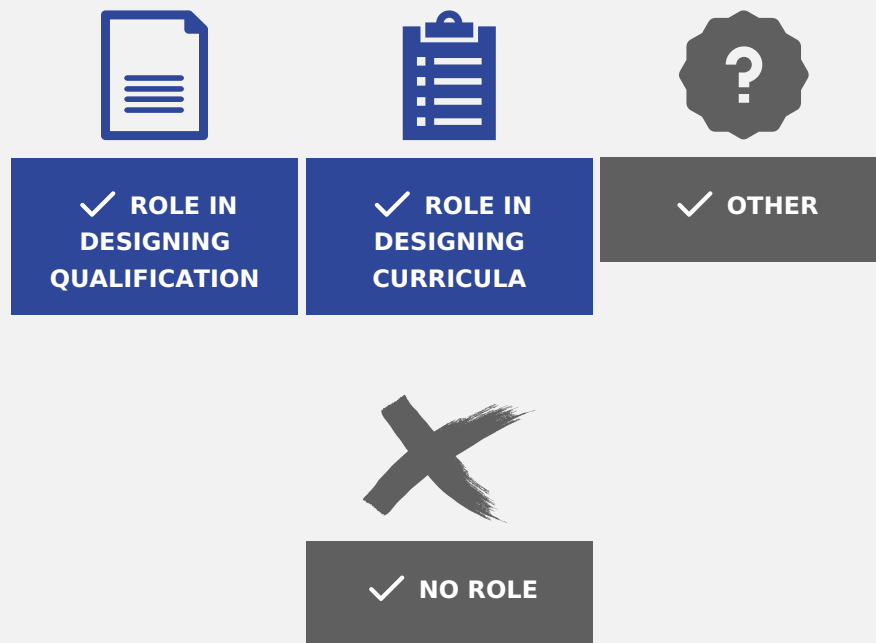 ROLE IN
DESIGNING
QUALIFICATION
ROLE IN
DESIGNING
CURRICULA
OTHER
NO ROLE